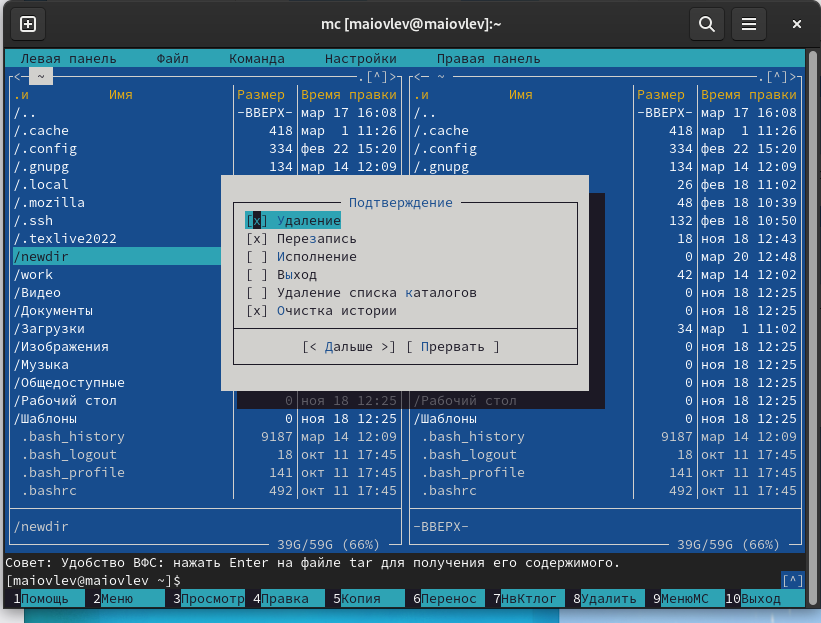 mc [maiovlev@maiovlev]:~
Левая панель Файл Команда Настройки Правая панель
<— ~ .[^]> <— ~ .[^]>
.и Имя Размер Время правки .и Имя Размер Время правки
/.. -ВВЕРХ- мар 17 16:08 /.. -ВВЕРХ- мар 17 16:08
/.cache 418 мар 1 11:26 /.cache 418 мар 1 11:26
/.config 334 фев 22 15:20 /.config 334 фев 22 15:20
/.gnupg 134 мар 14 12:09 /.gnupg 134 мар 14 12:09
/.local 26 фев 18 11:02
/.mozilla Подтверждение 48 фев 18 10:39
/.ssh [x] Удаление 132 фев 18 10:50
/.texlive2022 [x] Перезапись 18 ноя 18 12:43
/newdir [ ] Исполнение 0 мар 20 12:48
/work [ ] Выход 42 мар 14 12:02
/Видео [ ] Удаление списка каталогов 0 ноя 18 12:25
/Документы [x] Очистка истории 0 ноя 18 12:25
/Загрузки 34 мар 1 11:02
/Изображения [< Дальше >] [ Прервать ] 0 ноя 18 12:25
/Музыка 0 ноя 18 12:25
/Общедоступные 0 ноя 18 12:25
/Рабочий стол 0 ноя 18 12:25 /Рабочий стол 0 ноя 18 12:25
/Шаблоны 0 ноя 18 12:25 /Шаблоны 0 ноя 18 12:25
.bash_history 9187 мар 14 12:09 .bash_history 9187 мар 14 12:09
.bash_logout 18 окт 11 17:45 .bash_logout 18 окт 11 17:45
.bash_profile 141 окт 11 17:45 .bash_profile 141 окт 11 17:45
.bashrc 492 окт 11 17:45 .bashrc 492 окт 11 17:45
/newdir -ВВЕРХ-
39G/59G (66%) 39G/59G (66%)
Совет: Удобство ВФС: нажать Enter на файле tar для получения его содержимого.
[maiovlev@maiovlev ~]$ [^]
1Помощь 2Меню 3Просмотр 4Правка 5Копия 6Перенос 7НвКтлог 8Удалить 9МенюМС 10Выход